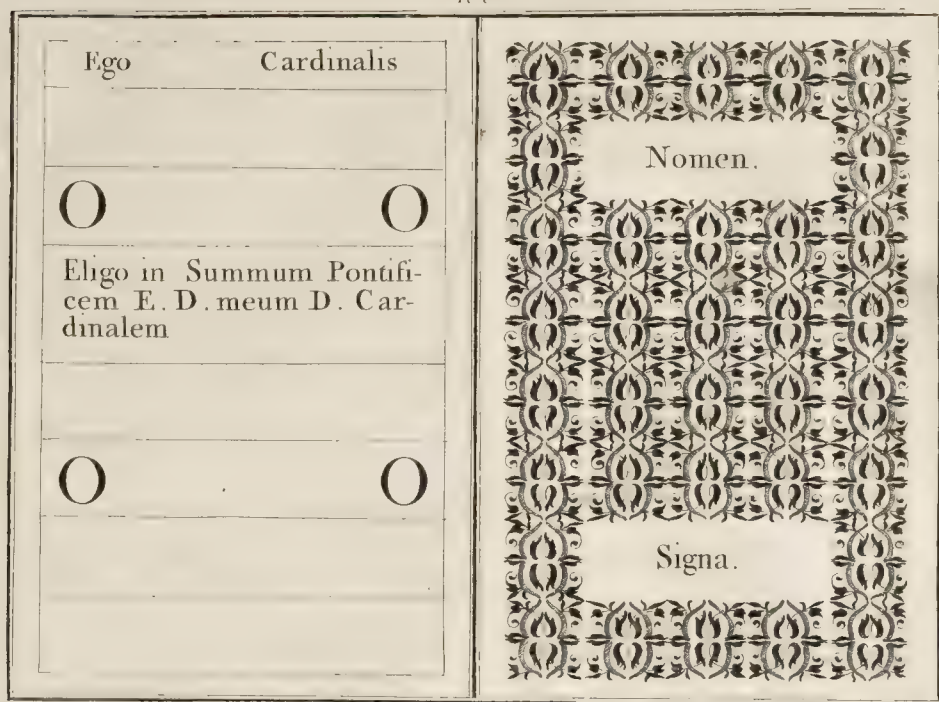 Ego Cardinalis
O O
Eligo in Summum Pontifi-
cem E. D. meum D. Car-
dinalem
O O
Nomen.
Signa.